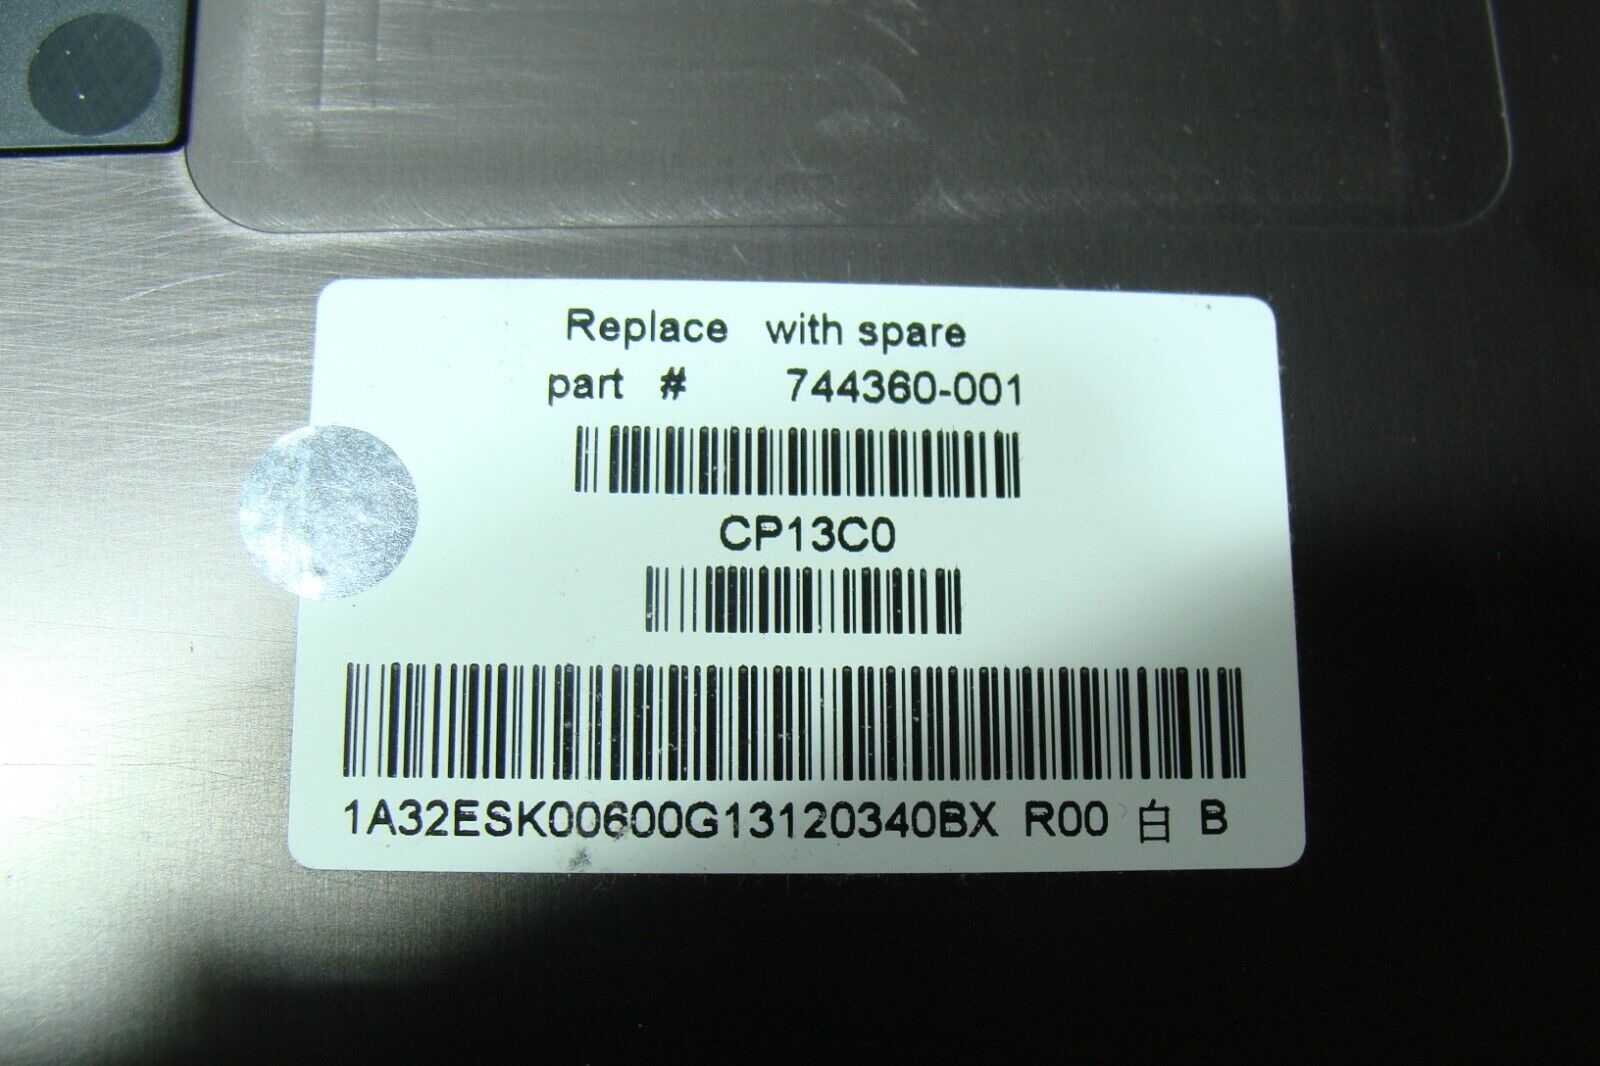 Replace with spare
part # 744360-001
CP13C0
1A32ESK00600G13120340BX R00 白 B